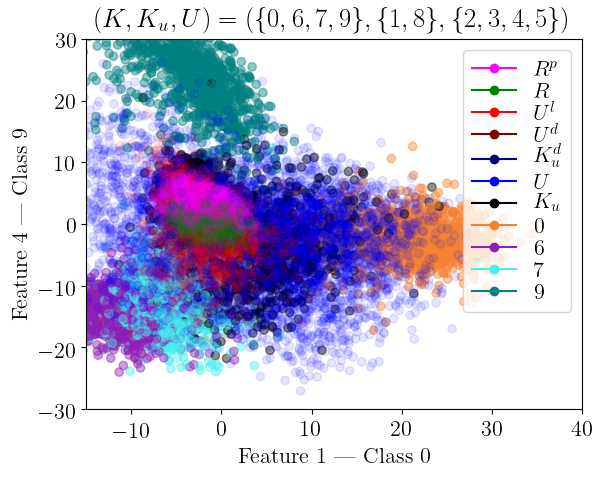 (K, K_u, U) = ({0, 6, 7, 9}, {1, 8}, {2, 3, 4, 5})
Feature 4 — Class 9
30
20
10
0
−10
−20
−30
R^p
R
U^l
U^d
K_u^d
U
K_u
0
6
7
9
−10
0
10
20
30
40
Feature 1 — Class 0